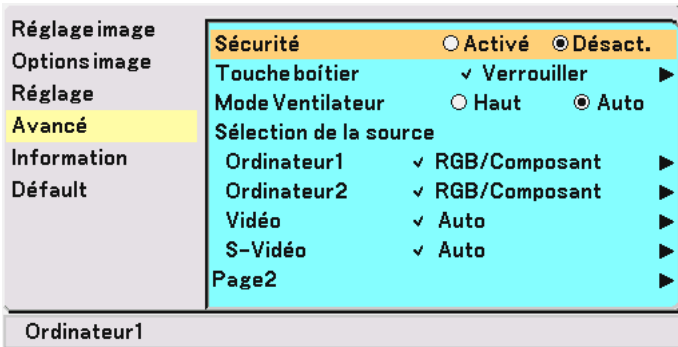 Réglage image
Options image
Réglage
Avancé
Information
Défault
Sécurité Activé Désact.
Touche boîtier Verrouiller
Mode Ventilateur Haut Auto
Sélection de la source
Ordinateur1 RGB/Composant
Ordinateur2 RGB/Composant
Vidéo Auto
S-Vidéo Auto
Page2
Ordinateur1